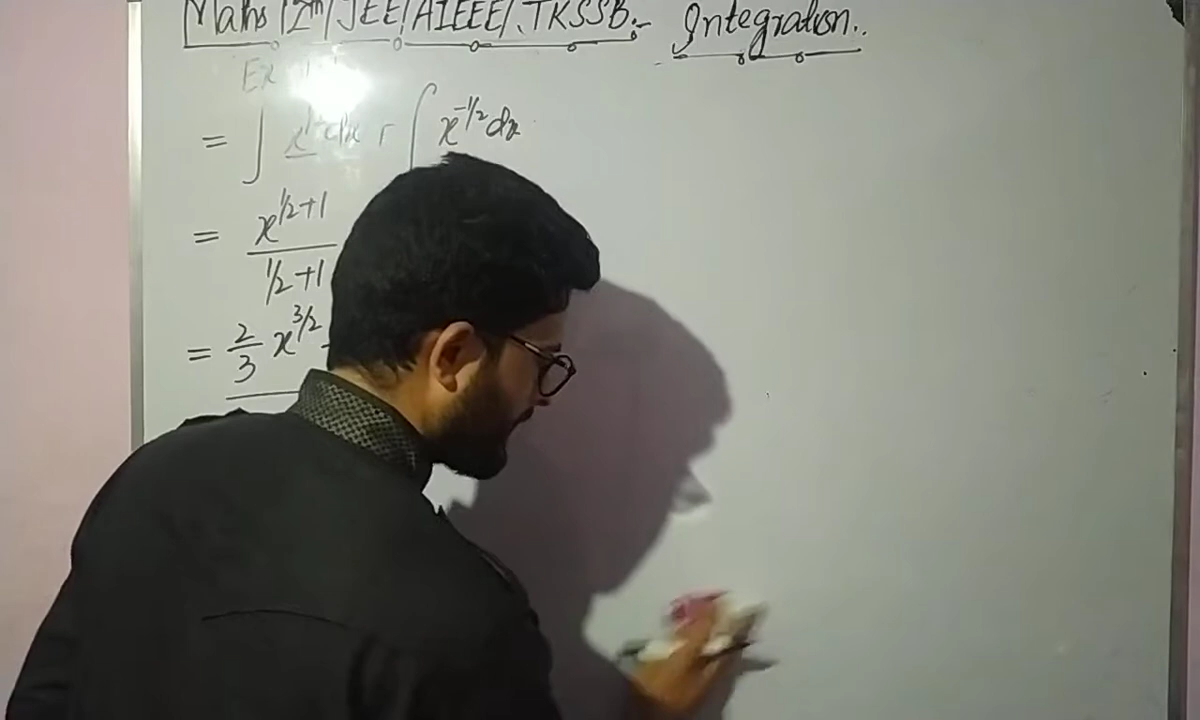 Maths | 12th | JEE | AIEEE | JKSSB:- Integration..
Ex
= ∫ x^1/2 dx + ∫ x^-1/2 dx
= x^1/2+1 / 1/2+1
= 2/3 x^3/2